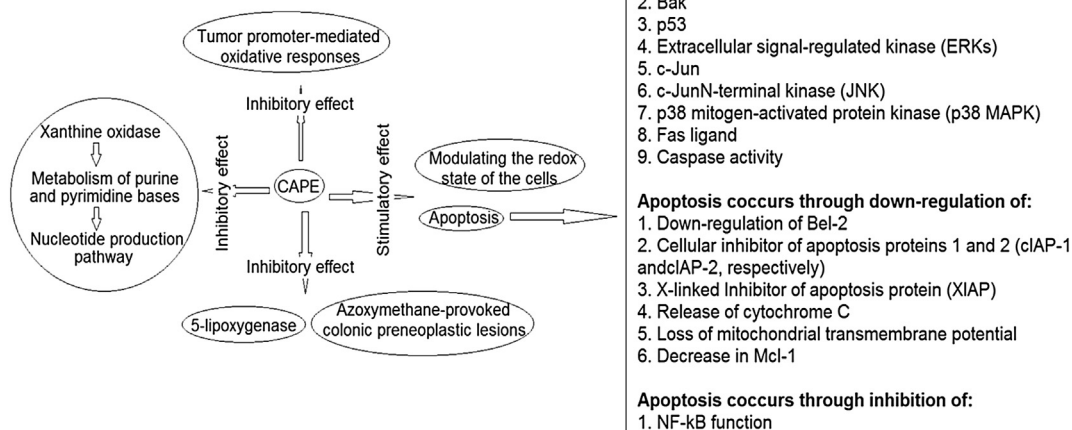 Tumor promoter-mediated
oxidative responses
Inhibitory effect
Xanthine oxidase
Metabolism of purine
and pyrimidine bases
Nucleotide production
pathway
Inhibitory effect
CAPE
Stimulatory effect
Modulating the redox
state of the cells
Apoptosis
Inhibitory effect
5-lipoxygenase
Azoxymethane-provoked
colonic preneoplastic lesions
2. Bak
3. p53
4. Extracellular signal-regulated kinase (ERKs)
5. c-Jun
6. c-JunN-terminal kinase (JNK)
7. p38 mitogen-activated protein kinase (p38 MAPK)
8. Fas ligand
9. Caspase activity
Apoptosis coccurs through down-regulation of:
1. Down-regulation of Bel-2
2. Cellular inhibitor of apoptosis proteins 1 and 2 (cIAP-1
andcIAP-2, respectively)
3. X-linked Inhibitor of apoptosis protein (XIAP)
4. Release of cytochrome C
5. Loss of mitochondrial transmembrane potential
6. Decrease in Mcl-1
Apoptosis coccurs through inhibition of:
1. NF-kB function